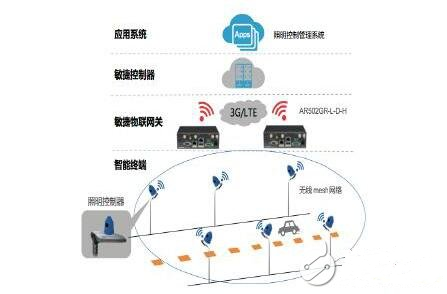 应用系统
Apps
照明控制管理系统
敏捷控制器
敏捷物联网关
3G/LTE
AR502GR-L-D-H
智能终端
照明控制器
无线 mesh 网络